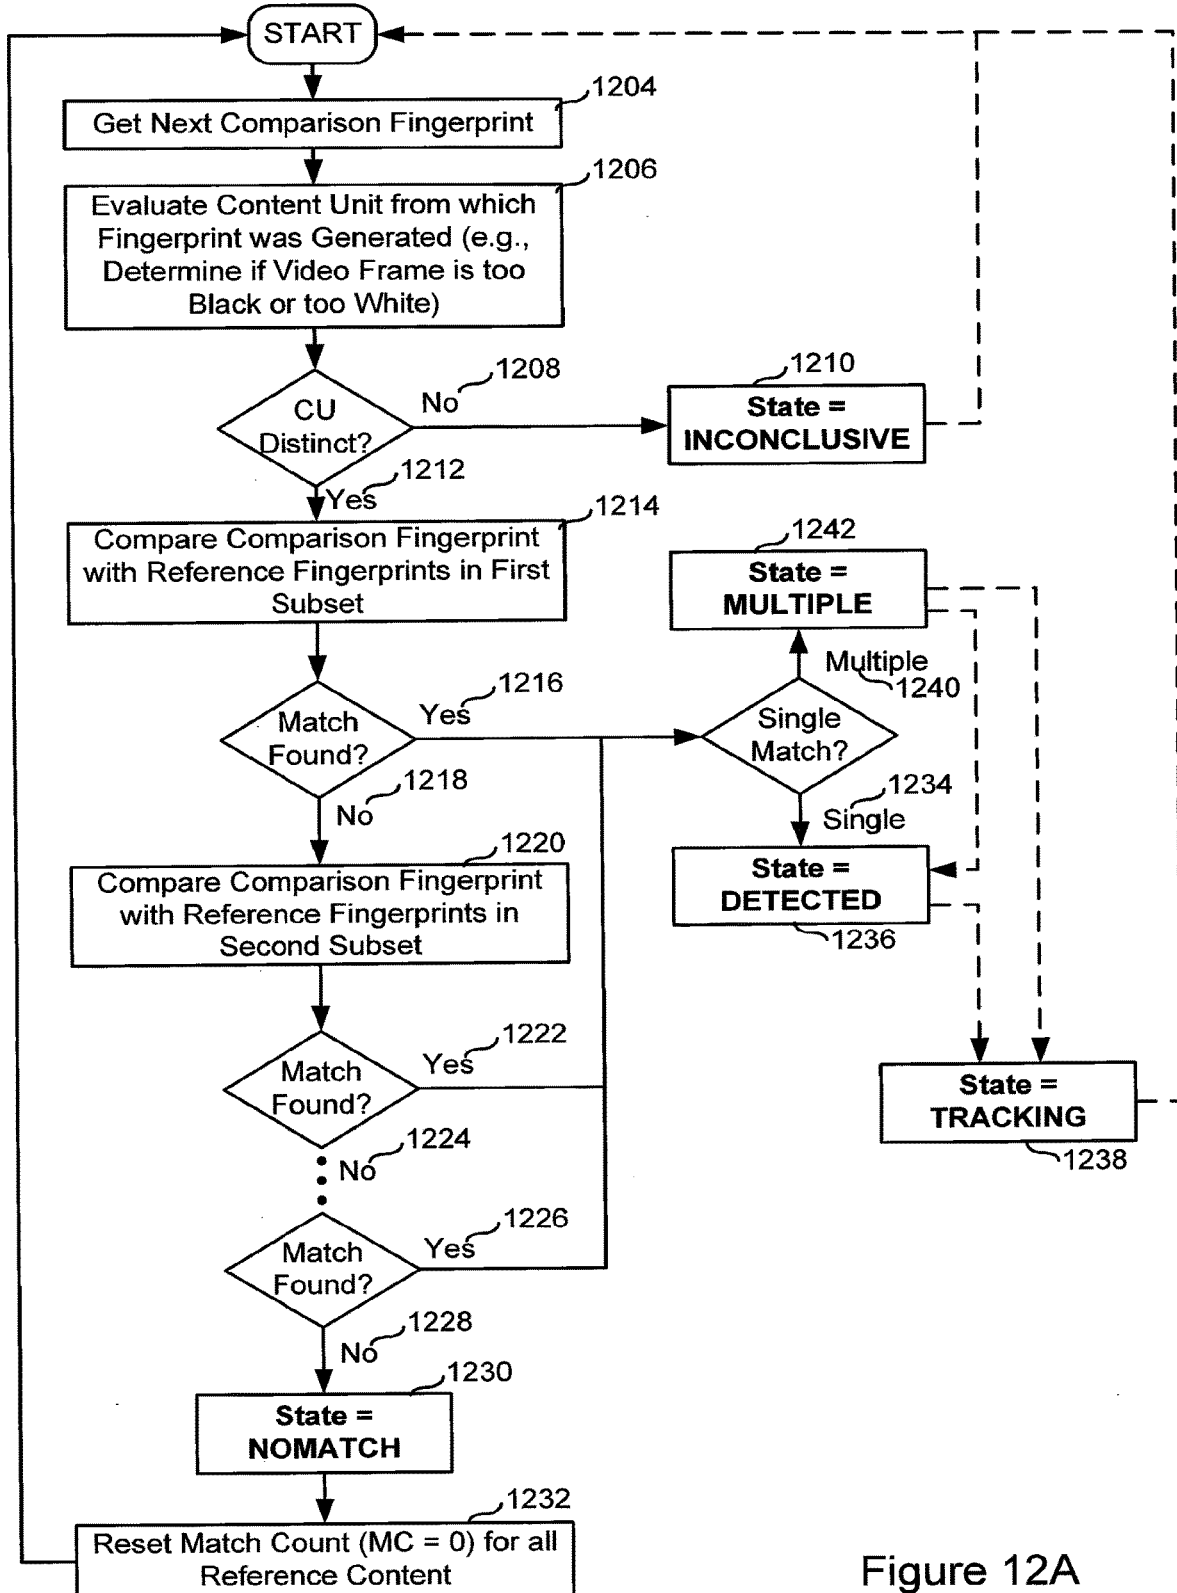 START
1204
Get Next Comparison Fingerprint
1206
Evaluate Content Unit from which
Fingerprint was Generated (e.g.,
Determine if Video Frame is too
Black or too White)
1208
No
CU
Distinct?
1210
State =
INCONCLUSIVE
1212
Yes
1214
Compare Comparison Fingerprint
with Reference Fingerprints in First
Subset
1242
State =
MULTIPLE
Multiple
1240
1216
Yes
Match
Found?
Single
Match?
1218
No
1234
Single
1220
Compare Comparison Fingerprint
with Reference Fingerprints in
Second Subset
State =
DETECTED
1236
1222
Yes
Match
Found?
State =
TRACKING
1238
1224
No
1226
Yes
Match
Found?
1228
No
1230
State =
NOMATCH
1232
Reset Match Count (MC = 0) for all
Reference Content
Figure 12A